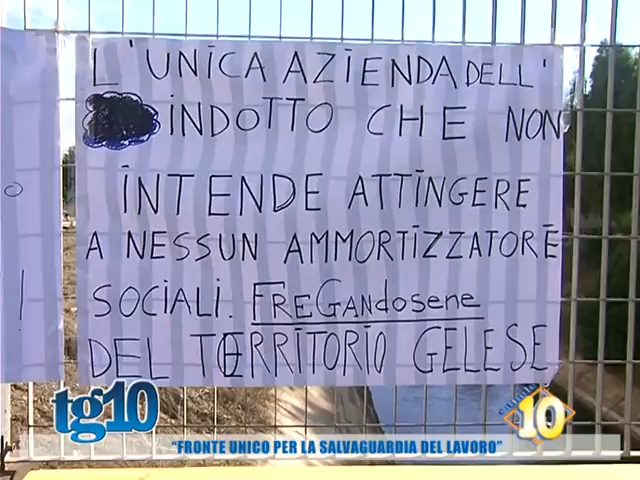 L'UNICA AZIENDA DELL'
INDOTTO CHE NON
INTENDE ATTINGERE
A NESSUN AMMORTIZZATORE
SOCIALI. FREGANDOSENE
DEL TERRITORIO GELESE
o
!
tg10
10
"FRONTE UNICO PER LA SALVAGUARDIA DEL LAVORO"